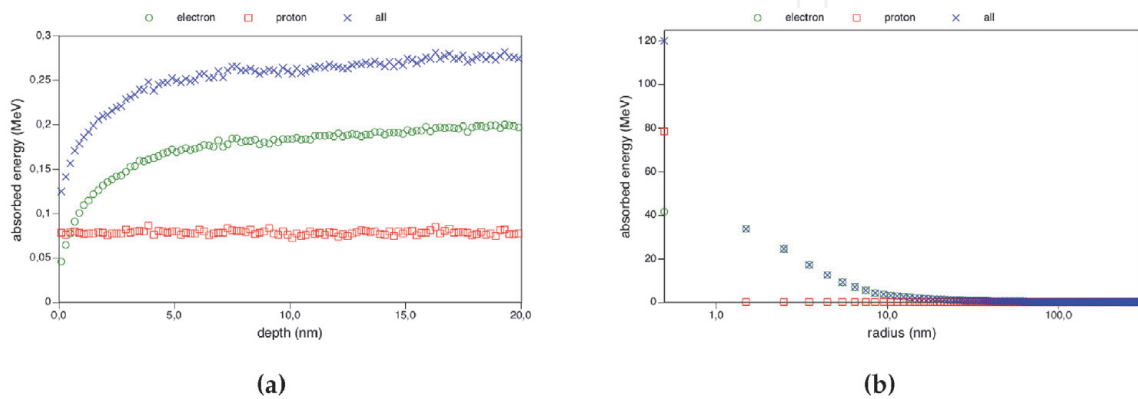 electron proton all
0,3
0,25
0,2
0,15
0,1
0,05
0
absorbed energy (MeV)
0,0 5,0 10,0 15,0 20,0
depth (nm)
(a)
electron proton all
120
100
80
60
40
20
0
absorbed energy (MeV)
1,0 10,0 100,0
radius (nm)
(b)